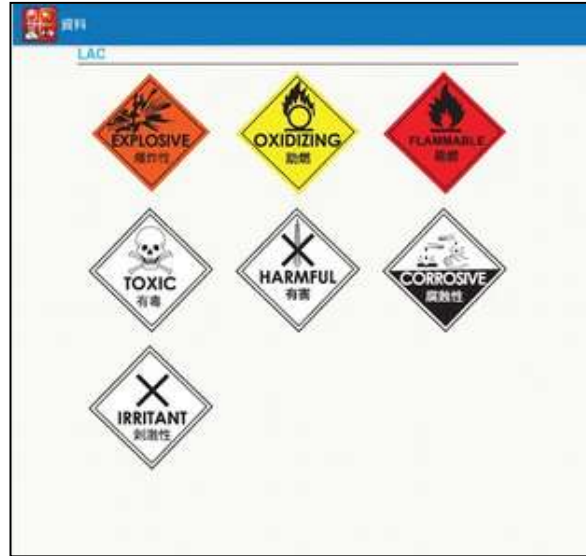 資料
LAC
EXPLOSIVE
爆炸性
OXIDIZING
助燃
FLAMMABLE
易燃
TOXIC
有毒
HARMFUL
有害
CORROSIVE
腐蝕性
IRRITANT
刺激性